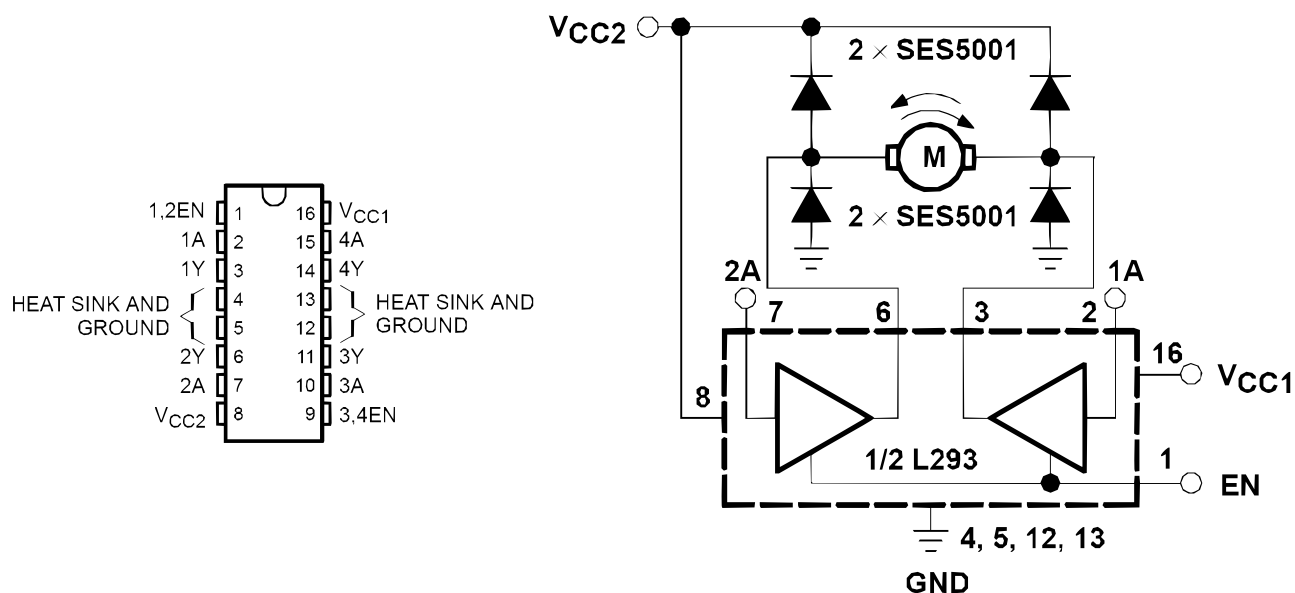 1,2EN 1 16 VCC1
1A 2 15 4A
1Y 3 14 4Y
HEAT SINK AND 4 13 HEAT SINK AND
GROUND 5 12 GROUND
2Y 6 11 3Y
2A 7 10 3A
VCC2 8 9 3,4EN
VCC2
2 × SES5001
M
2 × SES5001
2A 1A
7 6 3 2
16 VCC1
8
1/2 L293
1 EN
4, 5, 12, 13
GND